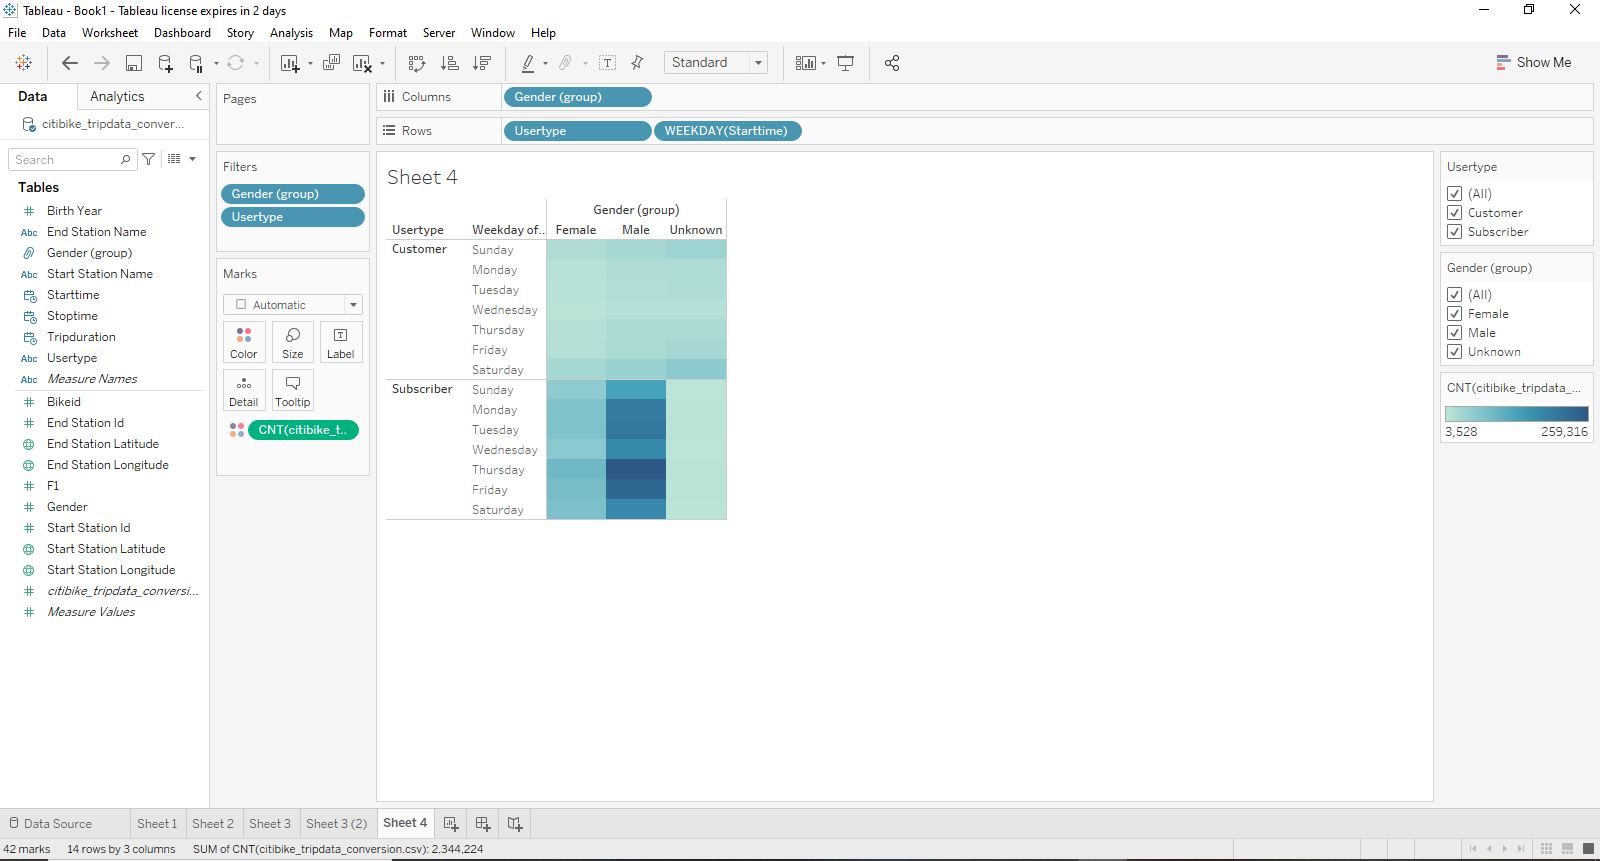 Tableau - Book1 - Tableau license expires in 2 days
File Data Worksheet Dashboard Story Analysis Map Format Server Window Help
Standard
Show Me
Data Analytics
citibike_tripdata_conver...
Search
Tables
# Birth Year
Abc End Station Name
Gender (group)
Abc Start Station Name
Starttime
Stoptime
Tripduration
Abc Usertype
Abc Measure Names
# Bikeid
# End Station Id
End Station Latitude
End Station Longitude
# F1
# Gender
# Start Station Id
Start Station Latitude
Start Station Longitude
# citibike_tripdata_conversi...
# Measure Values
Pages
Filters
Gender (group)
Usertype
Marks
Automatic
Color Size Label
Detail Tooltip
CNT(citibike_t..
Columns Gender (group)
Rows Usertype WEEKDAY(Starttime)
Sheet 4
Gender (group)
Usertype Weekday of.. Female Male Unknown
Customer Sunday
Monday
Tuesday
Wednesday
Thursday
Friday
Saturday
Subscriber Sunday
Monday
Tuesday
Wednesday
Thursday
Friday
Saturday
Usertype
(All)
Customer
Subscriber
Gender (group)
(All)
Female
Male
Unknown
CNT(citibike_tripdata_...
3,528 259,316
Data Source Sheet 1 Sheet 2 Sheet 3 Sheet 3 (2) Sheet 4
42 marks 14 rows by 3 columns SUM of CNT(citibike_tripdata_conversion.csv): 2,344,224